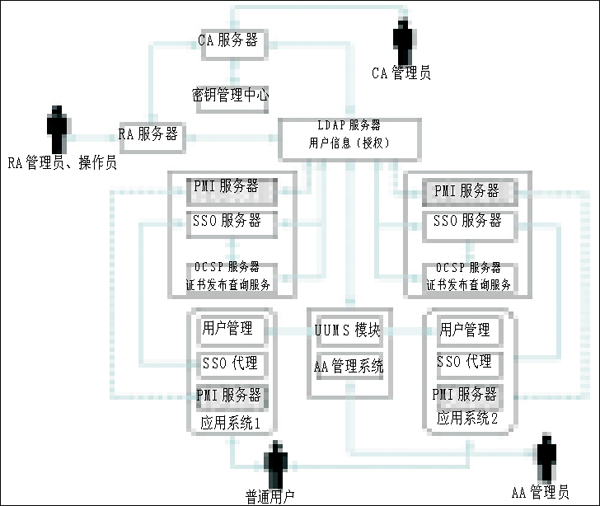 CA 服务器
CA 管理员
密钥管理中心
RA 服务器
RA 管理员、操作员
LDAP 服务器
用户信息（授权）
PMI 服务器
SSO 服务器
OCSP 服务器
证书发布查询服务
PMI 服务器
SSO 服务器
OCSP 服务器
证书发布查询服务
用户管理
SSO 代理
PMI 服务器
应用系统1
UUMS 模块
AA 管理系统
用户管理
SSO 代理
PMI 服务器
应用系统2
普通用户
AA 管理员